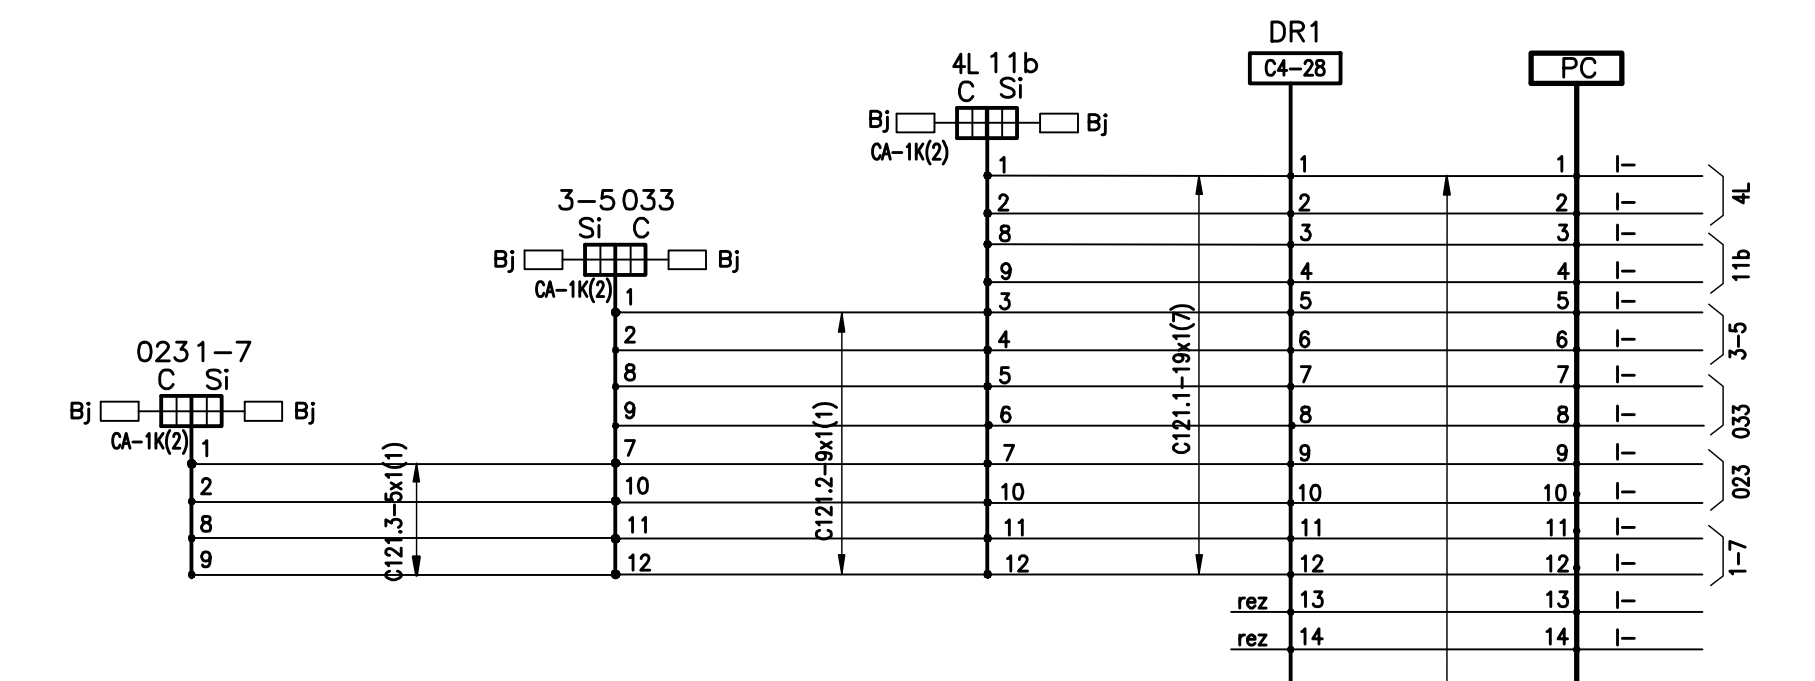 DR1
C4-28
PC
4L 11b
C Si
Bj Bj
CA-1K(2)
3-5 033
Si C
Bj Bj
CA-1K(2)
023 1-7
C Si
Bj Bj
CA-1K(2)
1 1 1 I-
2 2 2 I-
8 3 3 I-
9 4 4 I-
1 3 5 5 I-
2 4 6 6 I-
8 5 7 7 I-
9 6 8 8 I-
1 7 7 9 9 I-
2 10 10 10 10 I-
8 11 11 11 11 I-
9 12 12 12 12 I-
rez 13 13 I-
rez 14 14 I-
C121.3-5x1(1)
C121.2-9x1(1)
C121.1-19x1(7)
4L
11b
3-5
033
023
1-7